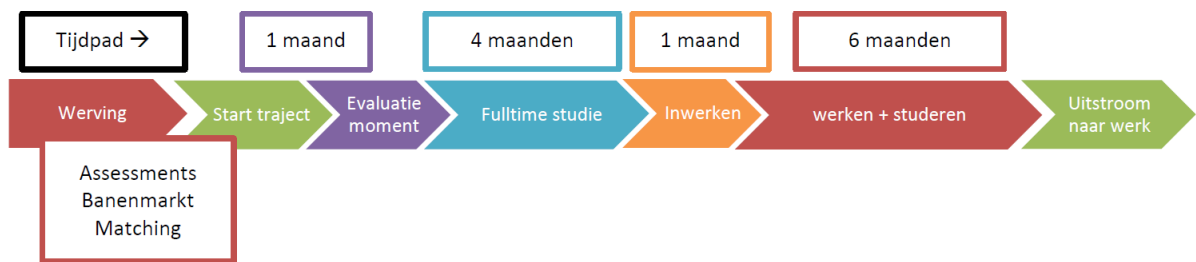 Tijdpad →
1 maand
4 maanden
1 maand
6 maanden
Werving
Start traject
Evaluatie
moment
Fulltime studie
Inwerken
werken + studeren
Uitstroom
naar werk
Assessments
Banenmarkt
Matching